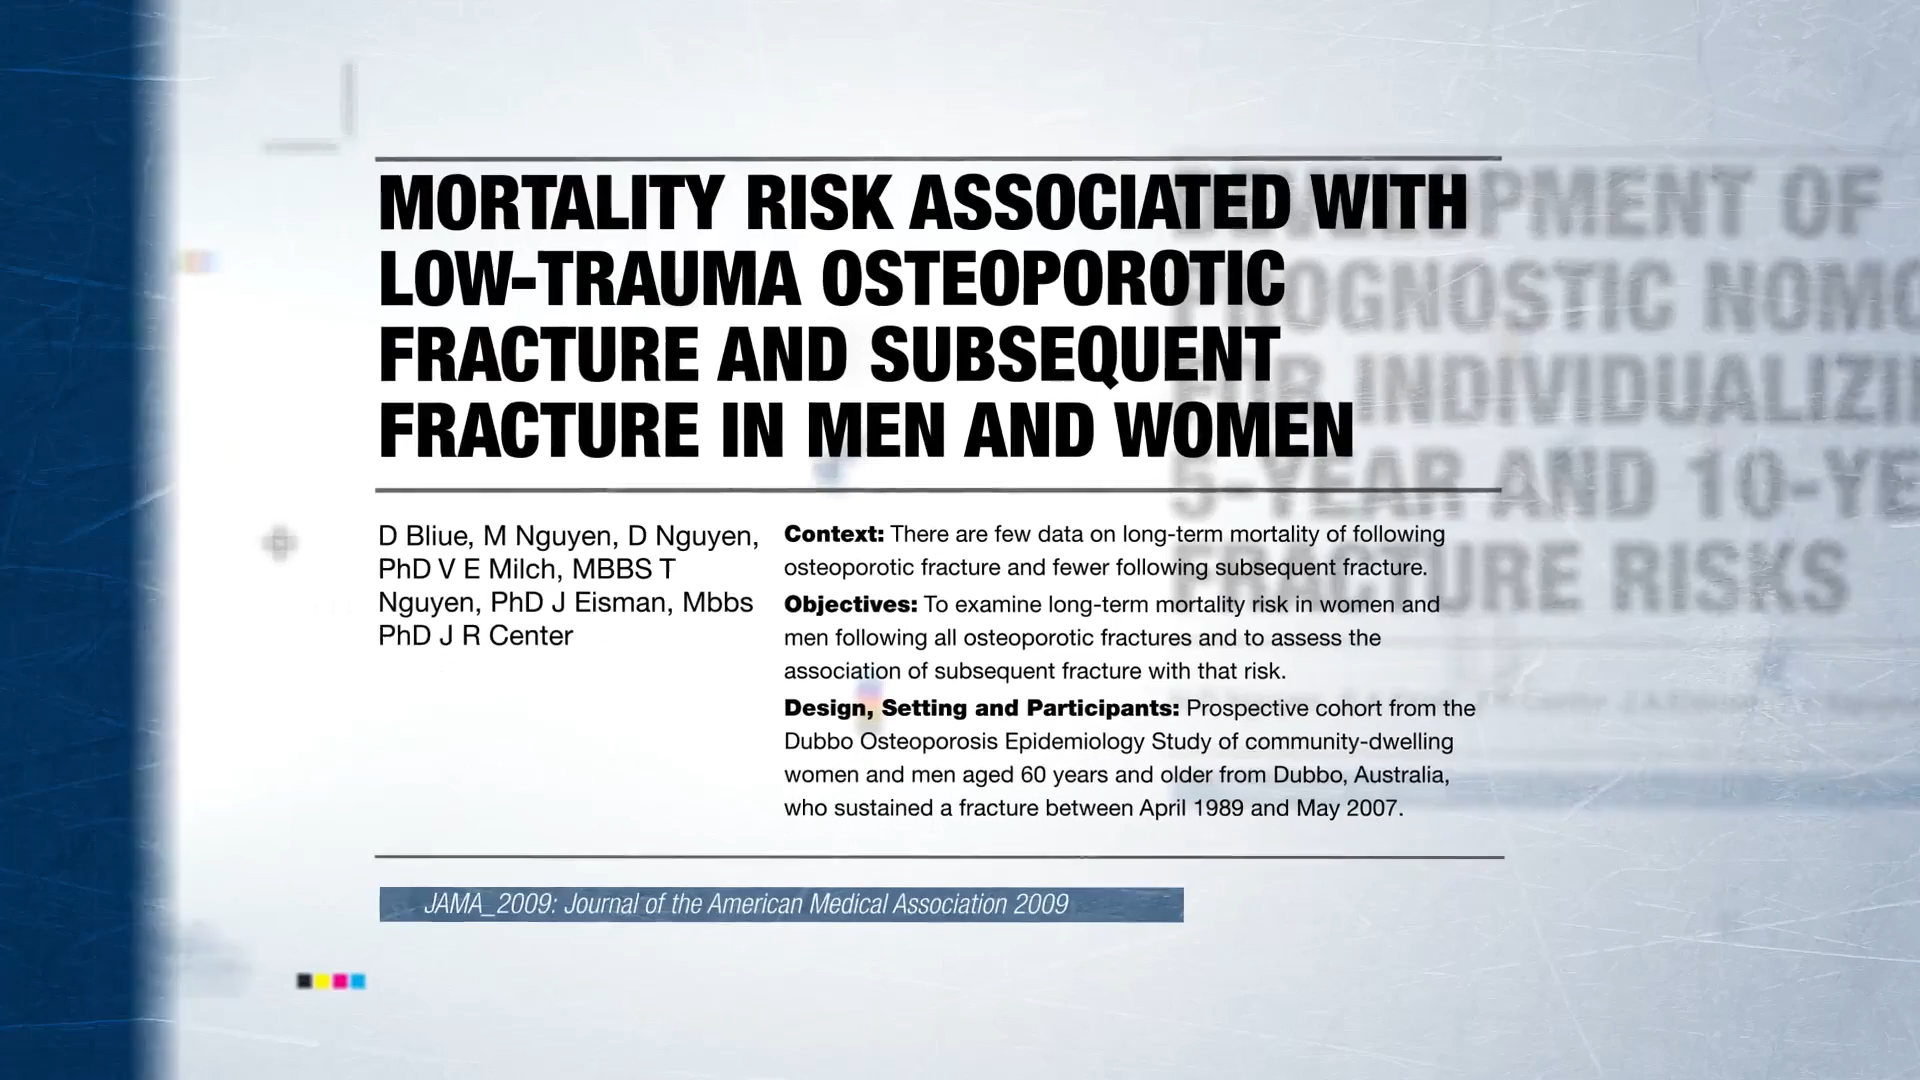 MORTALITY RISK ASSOCIATED WITH
LOW-TRAUMA OSTEOPOROTIC
FRACTURE AND SUBSEQUENT
FRACTURE IN MEN AND WOMEN
D Bliue, M Nguyen, D Nguyen,
PhD V E Milch, MBBS T
Nguyen, PhD J Eisman, Mbbs
PhD J R Center
Context: There are few data on long-term mortality of following
osteoporotic fracture and fewer following subsequent fracture.
Objectives: To examine long-term mortality risk in women and
men following all osteoporotic fractures and to assess the
association of subsequent fracture with that risk.
Design, Setting and Participants: Prospective cohort from the
Dubbo Osteoporosis Epidemiology Study of community-dwelling
women and men aged 60 years and older from Dubbo, Australia,
who sustained a fracture between April 1989 and May 2007.
JAMA_2009: Journal of the American Medical Association 2009
DEVELOPMENT OF
PROGNOSTIC NOMO
FOR INDIVIDUALIZI
5-YEAR AND 10-YE
FRACTURE RISKS